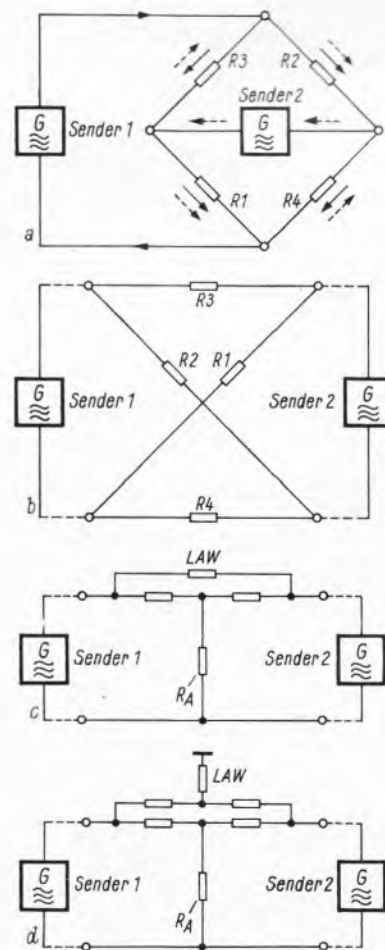 R3
R2
G
Sender 1
Sender 2
G
R1
R4
a
R3
G
Sender 1
R2
R1
Sender 2
G
R4
b
LAW
G
Sender 1
R_A
Sender 2
G
c
LAW
G
Sender 1
R_A
Sender 2
G
d